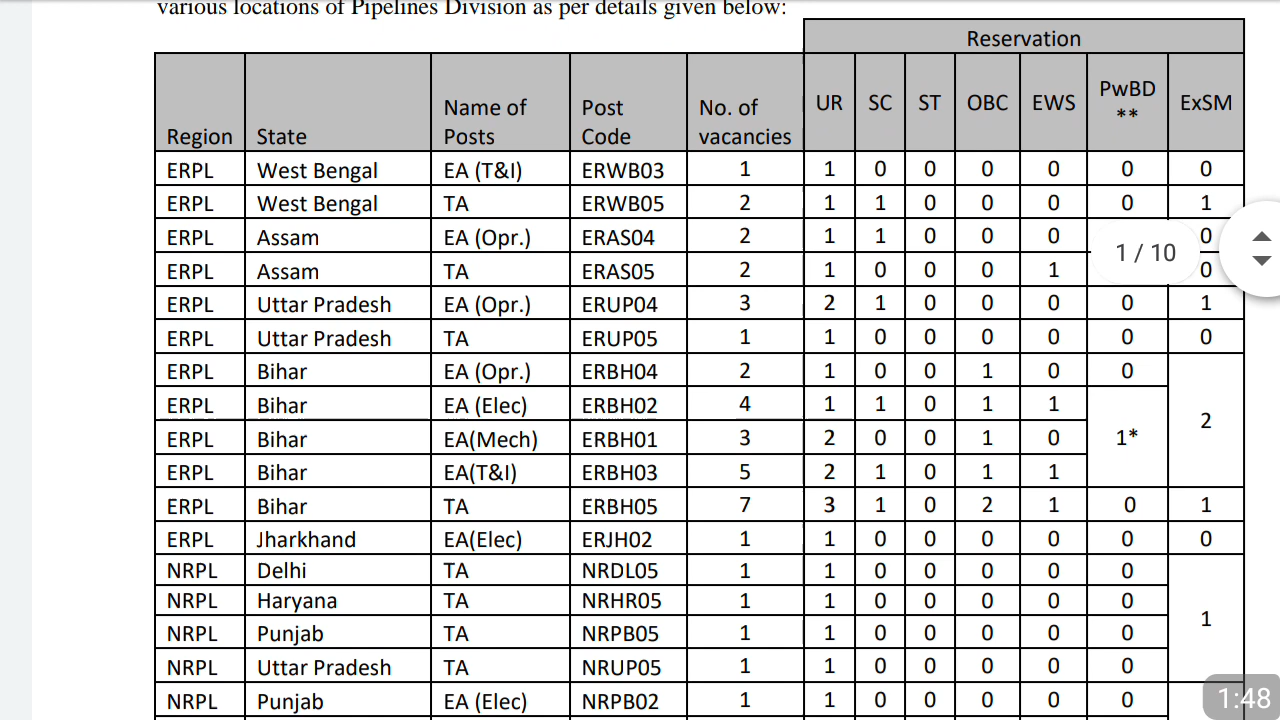 various locations of Pipelines Division as per details given below:
Reservation
Region State Name of Posts Post Code No. of vacancies UR SC ST OBC EWS PwBD ** ExSM
ERPL West Bengal EA (T&I) ERWB03 1 1 0 0 0 0 0 0
ERPL West Bengal TA ERWB05 2 1 1 0 0 0 0 1
ERPL Assam EA (Opr.) ERAS04 2 1 1 0 0 0 0
ERPL Assam TA ERAS05 2 1 0 0 0 1 0
1 / 10
ERPL Uttar Pradesh EA (Opr.) ERUP04 3 2 1 0 0 0 0 1
ERPL Uttar Pradesh TA ERUP05 1 1 0 0 0 0 0 0
ERPL Bihar EA (Opr.) ERBH04 2 1 0 0 1 0 0
ERPL Bihar EA (Elec) ERBH02 4 1 1 0 1 1
2
ERPL Bihar EA(Mech) ERBH01 3 2 0 0 1 0 1*
ERPL Bihar EA(T&I) ERBH03 5 2 1 0 1 1
ERPL Bihar TA ERBH05 7 3 1 0 2 1 0 1
ERPL Jharkhand EA(Elec) ERJH02 1 1 0 0 0 0 0 0
NRPL Delhi TA NRDL05 1 1 0 0 0 0 0
NRPL Haryana TA NRHR05 1 1 0 0 0 0 0
1
NRPL Punjab TA NRPB05 1 1 0 0 0 0 0
NRPL Uttar Pradesh TA NRUP05 1 1 0 0 0 0 0
NRPL Punjab EA (Elec) NRPB02 1 1 0 0 0 0 0
1:48